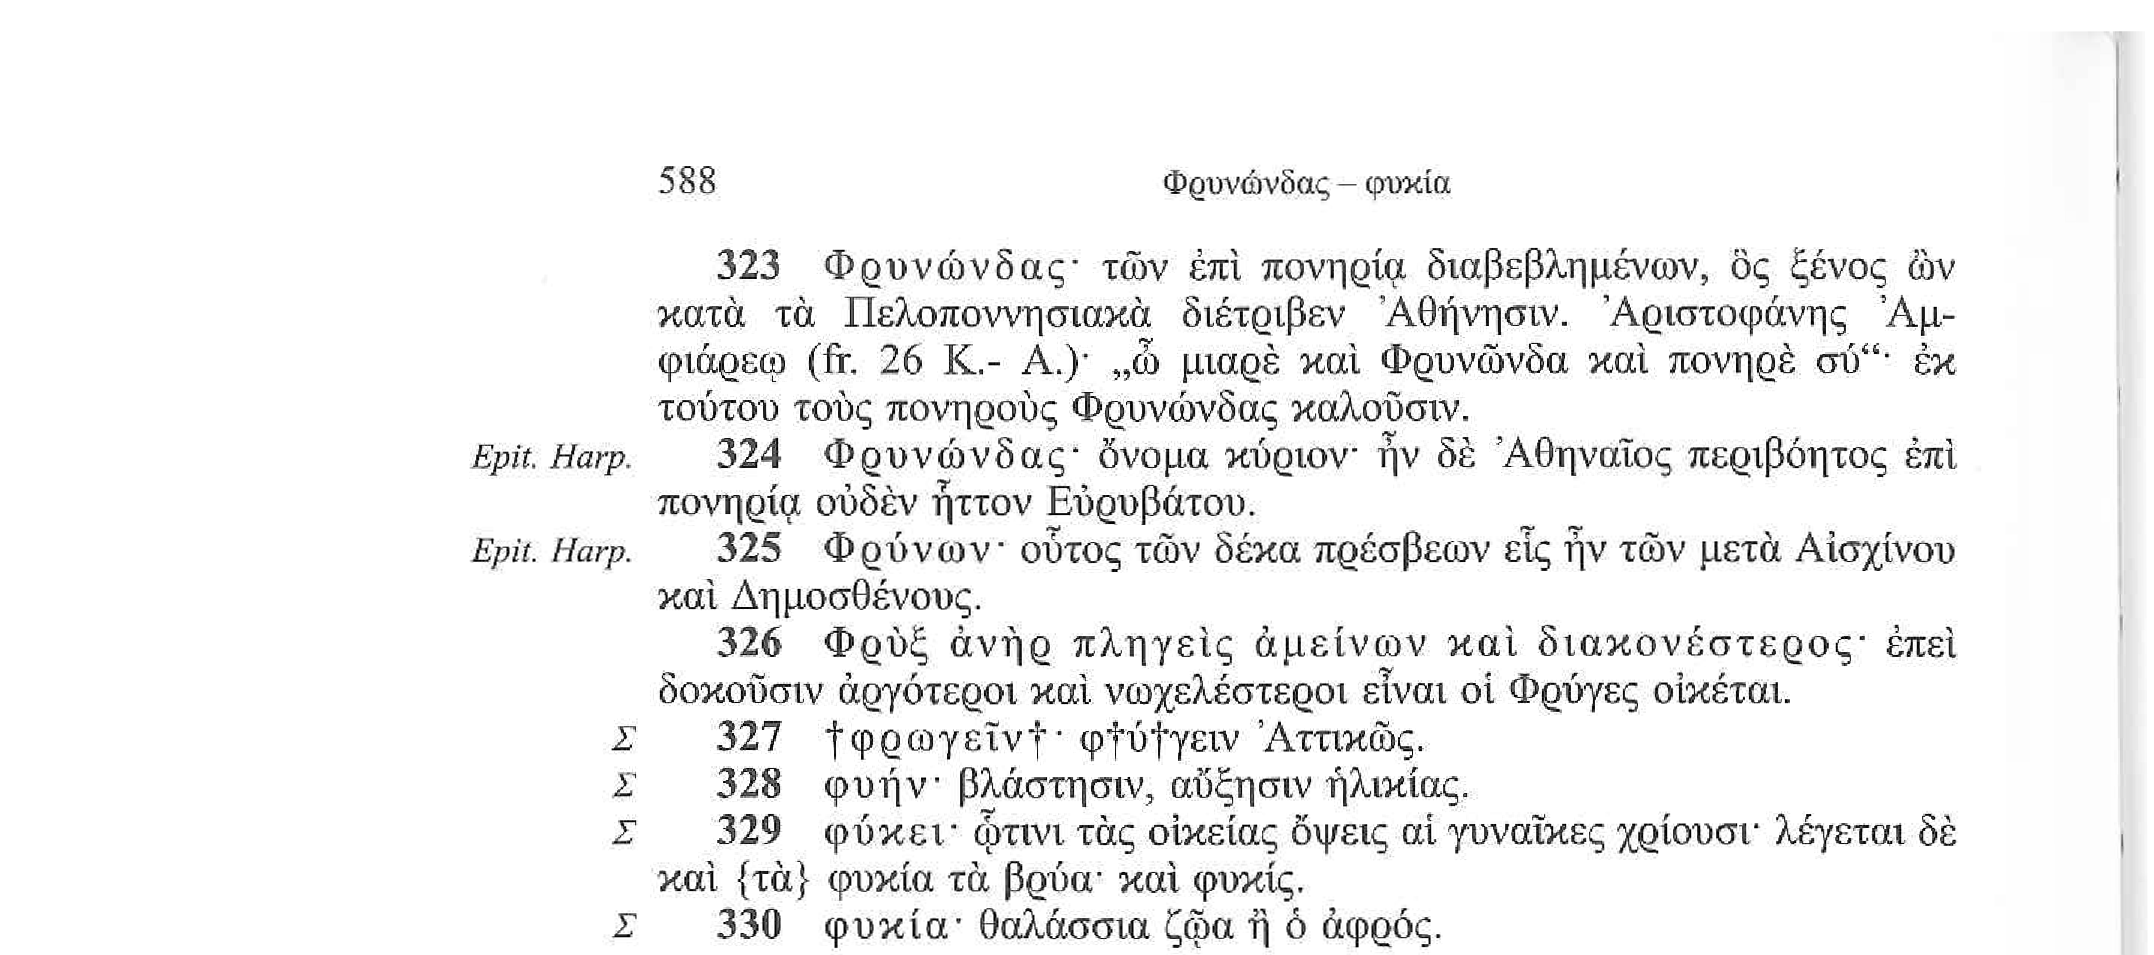 588 Φρυνώνδας – φυκία
323 Φρυνώνδας· τῶν ἐπὶ πονηρίᾳ διαβεβλημένων, ὃς ξένος ὢν
κατὰ τὰ Πελοποννησιακὰ διέτριβεν Ἀθήνησιν. Ἀριστοφάνης Ἀμ-
φιάρεῳ (fr. 26 K.- A.)· „ὦ μιαρὲ καὶ Φρυνῶνδα καὶ πονηρὲ σύ“· ἐκ
τούτου τοὺς πονηροὺς Φρυνώνδας καλοῦσιν.
Epit. Harp. 324 Φρυνώνδας· ὄνομα κύριον· ἦν δὲ Ἀθηναῖος περιβόητος ἐπὶ
πονηρίᾳ οὐδὲν ἧττον Εὐρυβάτου.
Epit. Harp. 325 Φρύνων· οὗτος τῶν δέκα πρέσβεων εἷς ἦν τῶν μετὰ Αἰσχίνου
καὶ Δημοσθένους.
326 Φρὺξ ἀνὴρ πληγεὶς ἀμείνων καὶ διακονέστερος· ἐπεὶ
δοκοῦσιν ἀργότεροι καὶ νωχελέστεροι εἶναι οἱ Φρύγες οἰκέται.
Σ 327 †φρωγεῖν†· φ†ύ†γειν Ἀττικῶς.
Σ 328 φυήν· βλάστησιν, αὔξησιν ἡλικίας.
Σ 329 φύκει· ᾧτινι τὰς οἰκείας ὄψεις αἱ γυναῖκες χρίουσι· λέγεται δὲ
καὶ {τὰ} φυκία τὰ βρύα· καὶ φυκίς.
Σ 330 φυκία· θαλάσσια ζῷα ἢ ὁ ἀφρός.